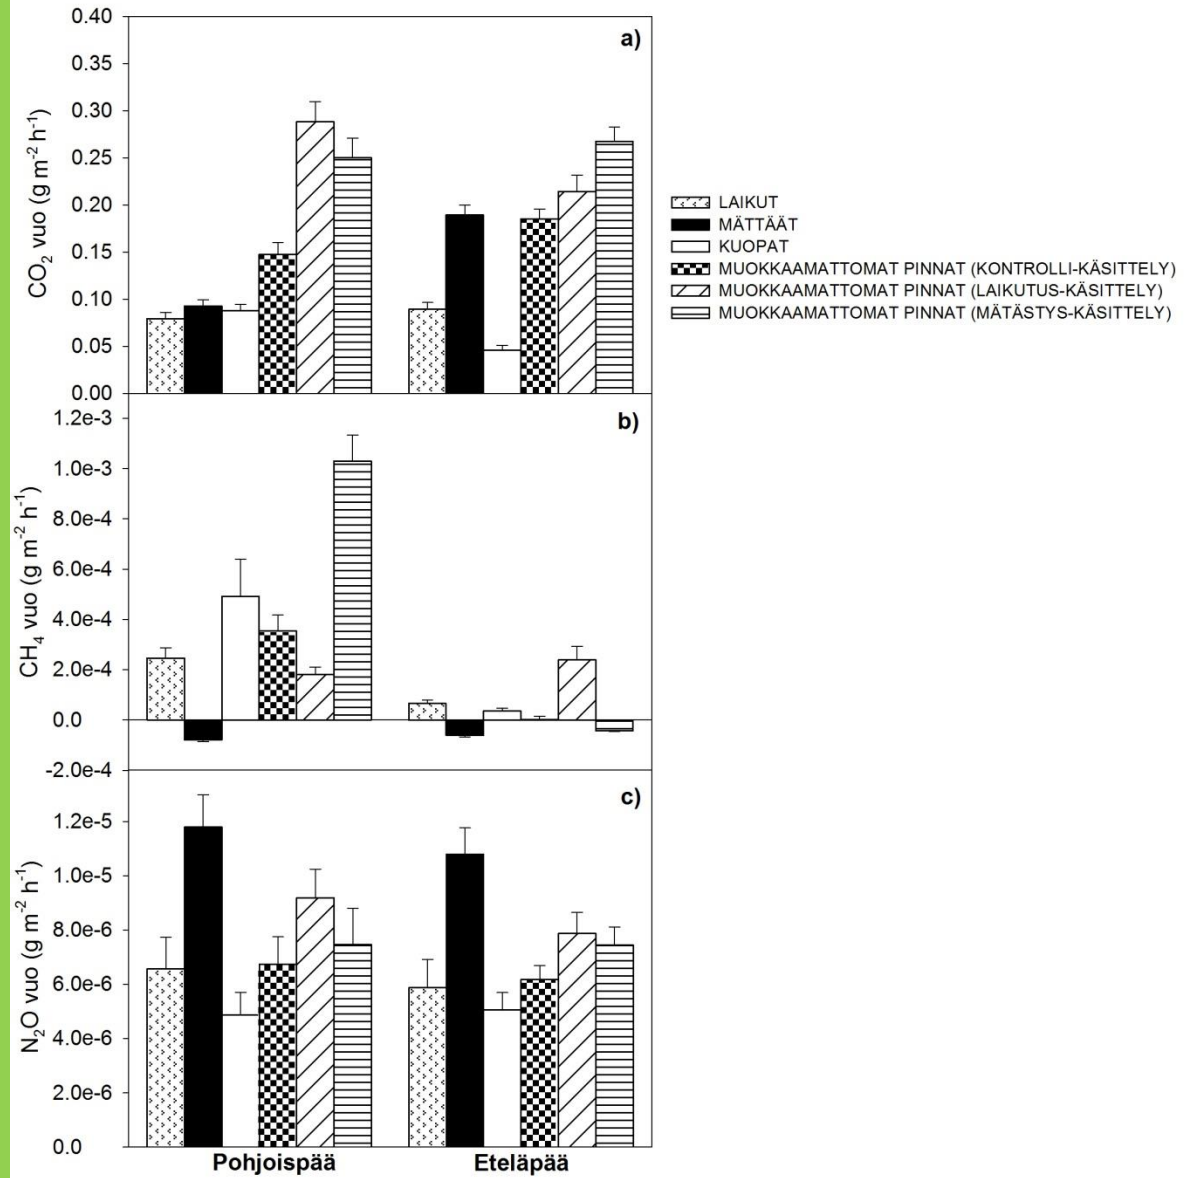 0.40
a)
0.35
0.30
0.25
0.20
0.15
0.10
0.05
0.00
CO₂ vuo (g m⁻² h⁻¹)
LAIKUT
MÄTTÄÄT
KUOPAT
MUOKKAAMATTOMAT PINNAT (KONTROLLI-KÄSITTELY)
MUOKKAAMATTOMAT PINNAT (LAIKUTUS-KÄSITTELY)
MUOKKAAMATTOMAT PINNAT (MÄTÄSTYS-KÄSITTELY)
1.2e-3
b)
1.0e-3
8.0e-4
6.0e-4
4.0e-4
2.0e-4
0.0
-2.0e-4
CH₄ vuo (g m⁻² h⁻¹)
c)
1.2e-5
1.0e-5
8.0e-6
6.0e-6
4.0e-6
2.0e-6
0.0
N₂O vuo (g m⁻² h⁻¹)
Pohjoispää Eteläpää